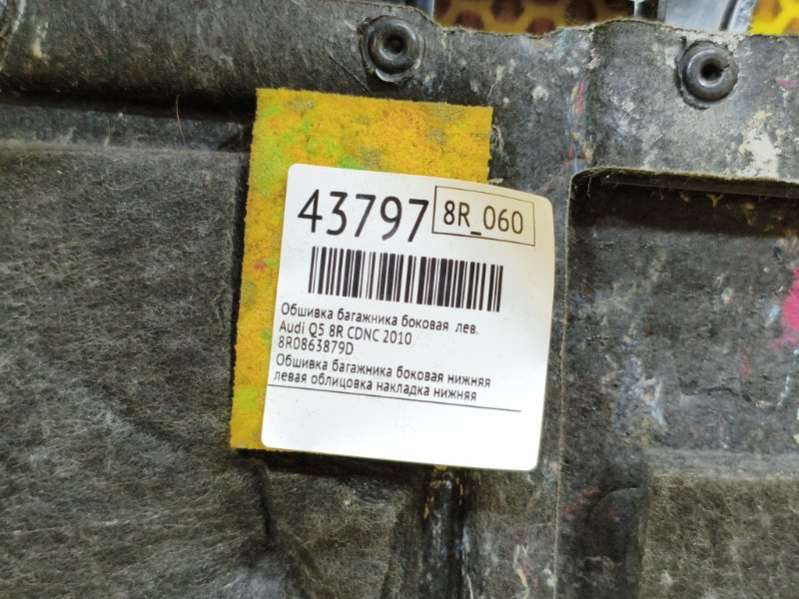 43797 8R_060
Обшивка багажника боковая лев.
Audi Q5 8R CDNC 2010
8R0863879D
Обшивка багажника боковая нижняя
левая облицовка накладка нижняя